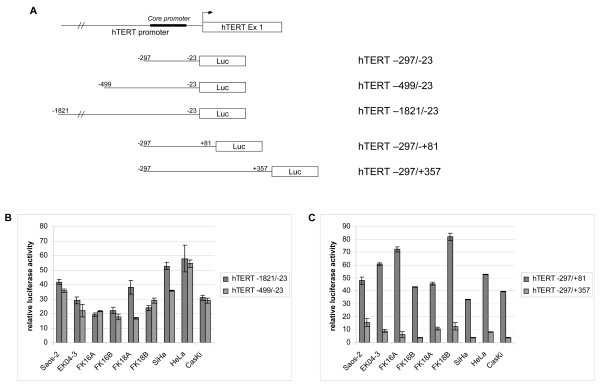 A
Core promoter
hTERT promoter
hTERT Ex 1
-297 -23 Luc hTERT –297/-23
-499 -23 Luc hTERT –499/-23
-1821 -23 Luc hTERT –1821/-23
-297 +81 Luc hTERT –297/-+81
-297 +357 Luc hTERT –297/+357
B
relative luciferase activity
80
70
60
50
40
30
20
10
0
Saos-2 EK04-3 FK16A FK16B FK18A FK18B SiHa HeLa CasKi
hTERT -1821/-23
hTERT -499/-23
C
relative luciferase activity
90
80
70
60
50
40
30
20
10
0
Saos-2 EK04-3 FK16A FK16B FK18A FK18B SiHa HeLa CasKi
hTERT -297/+81
hTERT -297/+357